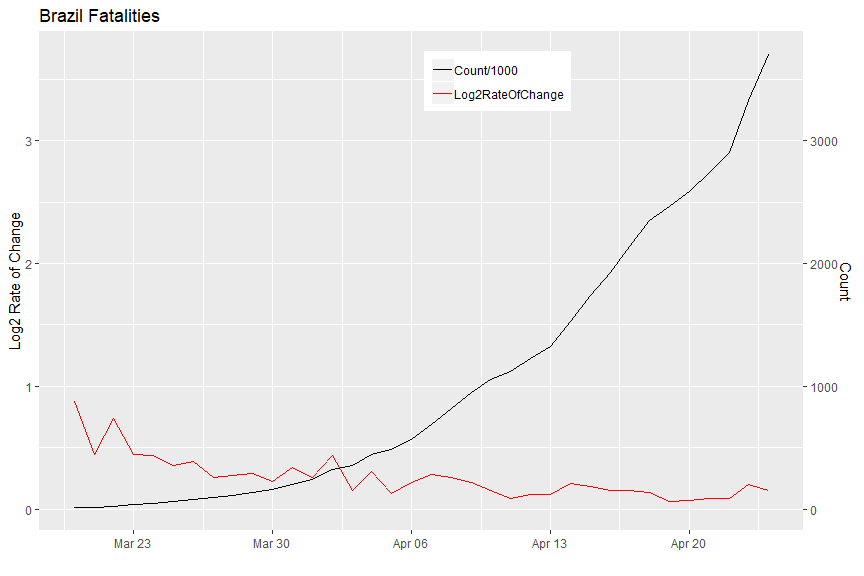 Brazil Fatalities
Count/1000
Log2RateOfChange
3
2
1
0
Log2 Rate of Change
3000
2000
1000
0
Count
Mar 23
Mar 30
Apr 06
Apr 13
Apr 20